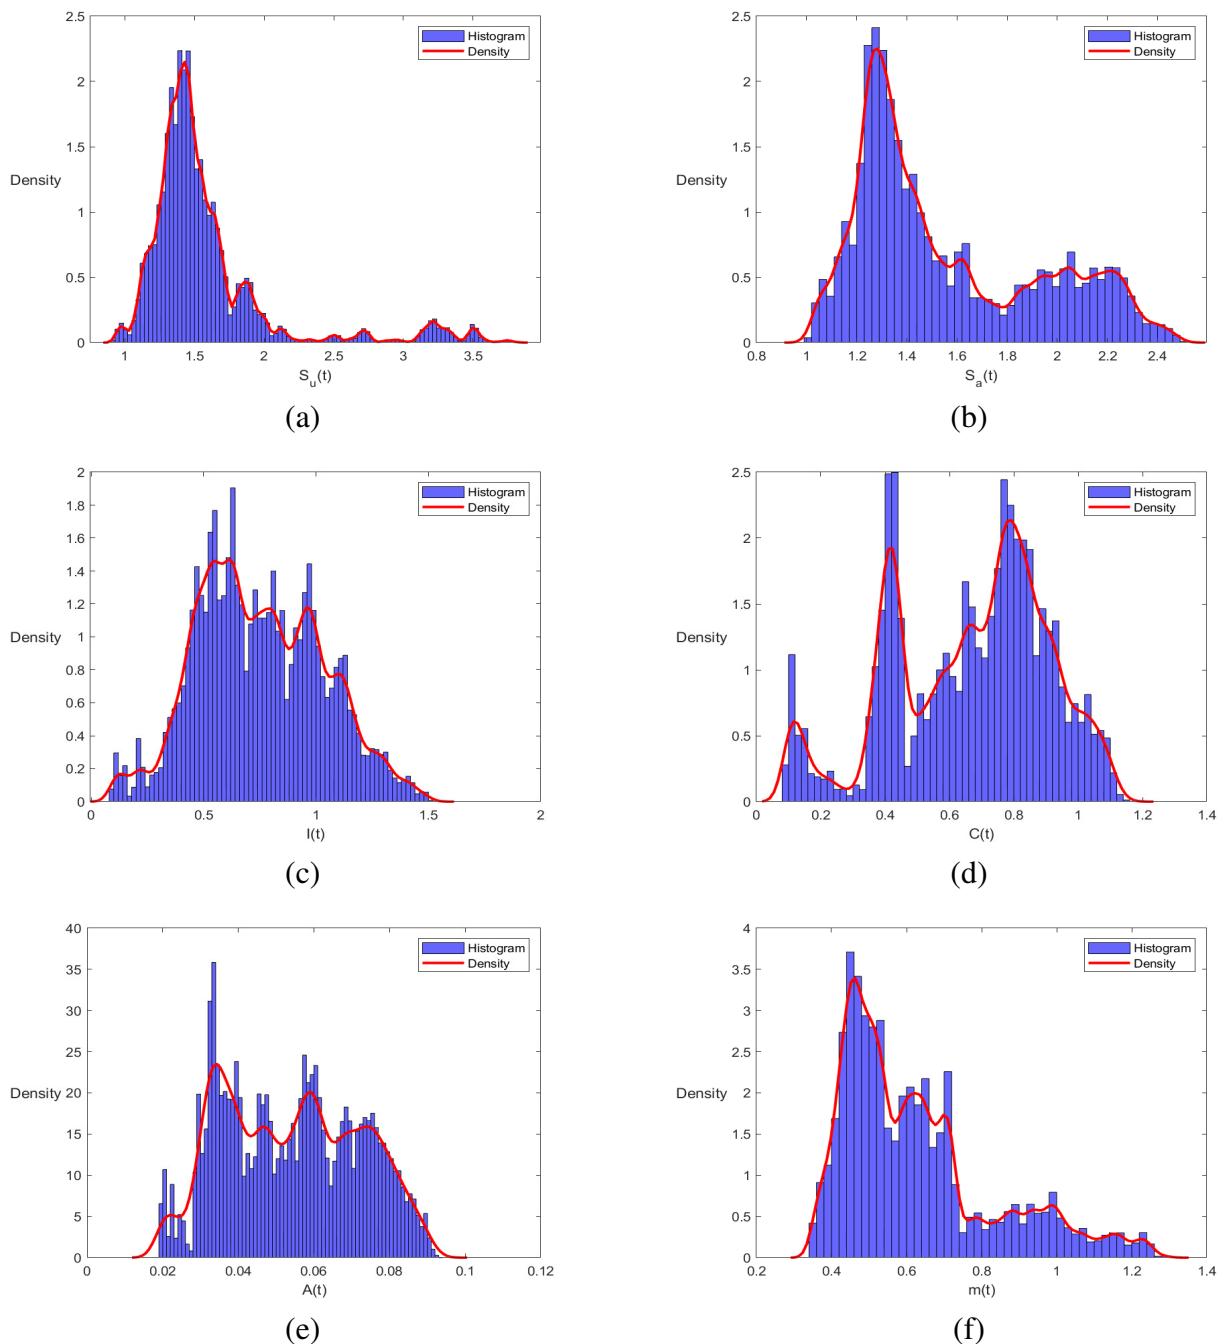 2.5
2
1.5
1
0.5
0
Density
1 1.5 2 2.5 3 3.5
S_u(t)
Histogram
Density
(a)
2.5
2
1.5
1
0.5
0
Density
0.8 1 1.2 1.4 1.6 1.8 2 2.2 2.4
S_a(t)
Histogram
Density
(b)
2
1.8
1.6
1.4
1.2
1
0.8
0.6
0.4
0.2
0
Density
0 0.5 1 1.5 2
I(t)
Histogram
Density
(c)
2.5
2
1.5
1
0.5
0
Density
0 0.2 0.4 0.6 0.8 1 1.2 1.4
C(t)
Histogram
Density
(d)
40
35
30
25
20
15
10
5
0
Density
0 0.02 0.04 0.06 0.08 0.1 0.12
A(t)
Histogram
Density
(e)
4
3.5
3
2.5
2
1.5
1
0.5
0
Density
0.2 0.4 0.6 0.8 1 1.2 1.4
m(t)
Histogram
Density
(f)